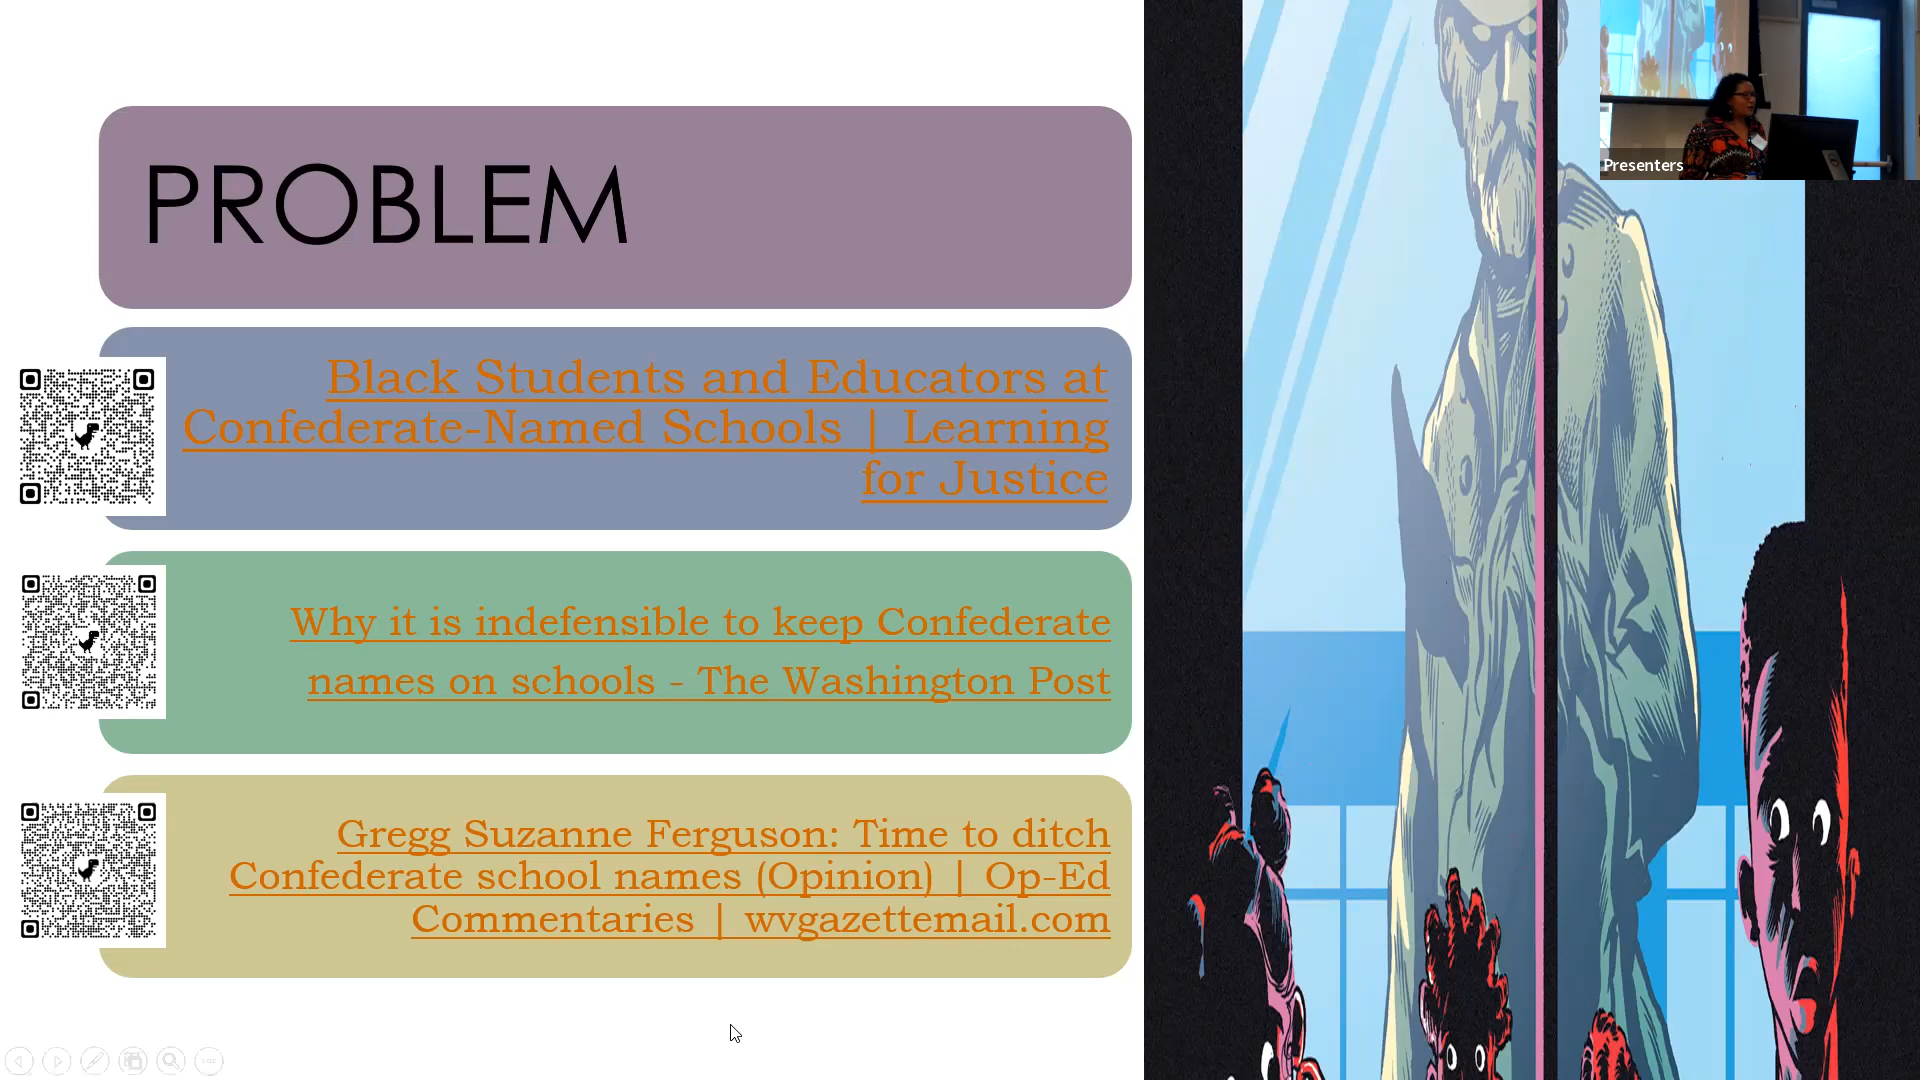 PROBLEM
Black Students and Educators at
Confederate-Named Schools | Learning
for Justice
Why it is indefensible to keep Confederate
names on schools - The Washington Post
Gregg Suzanne Ferguson: Time to ditch
Confederate school names (Opinion) | Op-Ed
Commentaries | wvgazettemail.com
Presenters